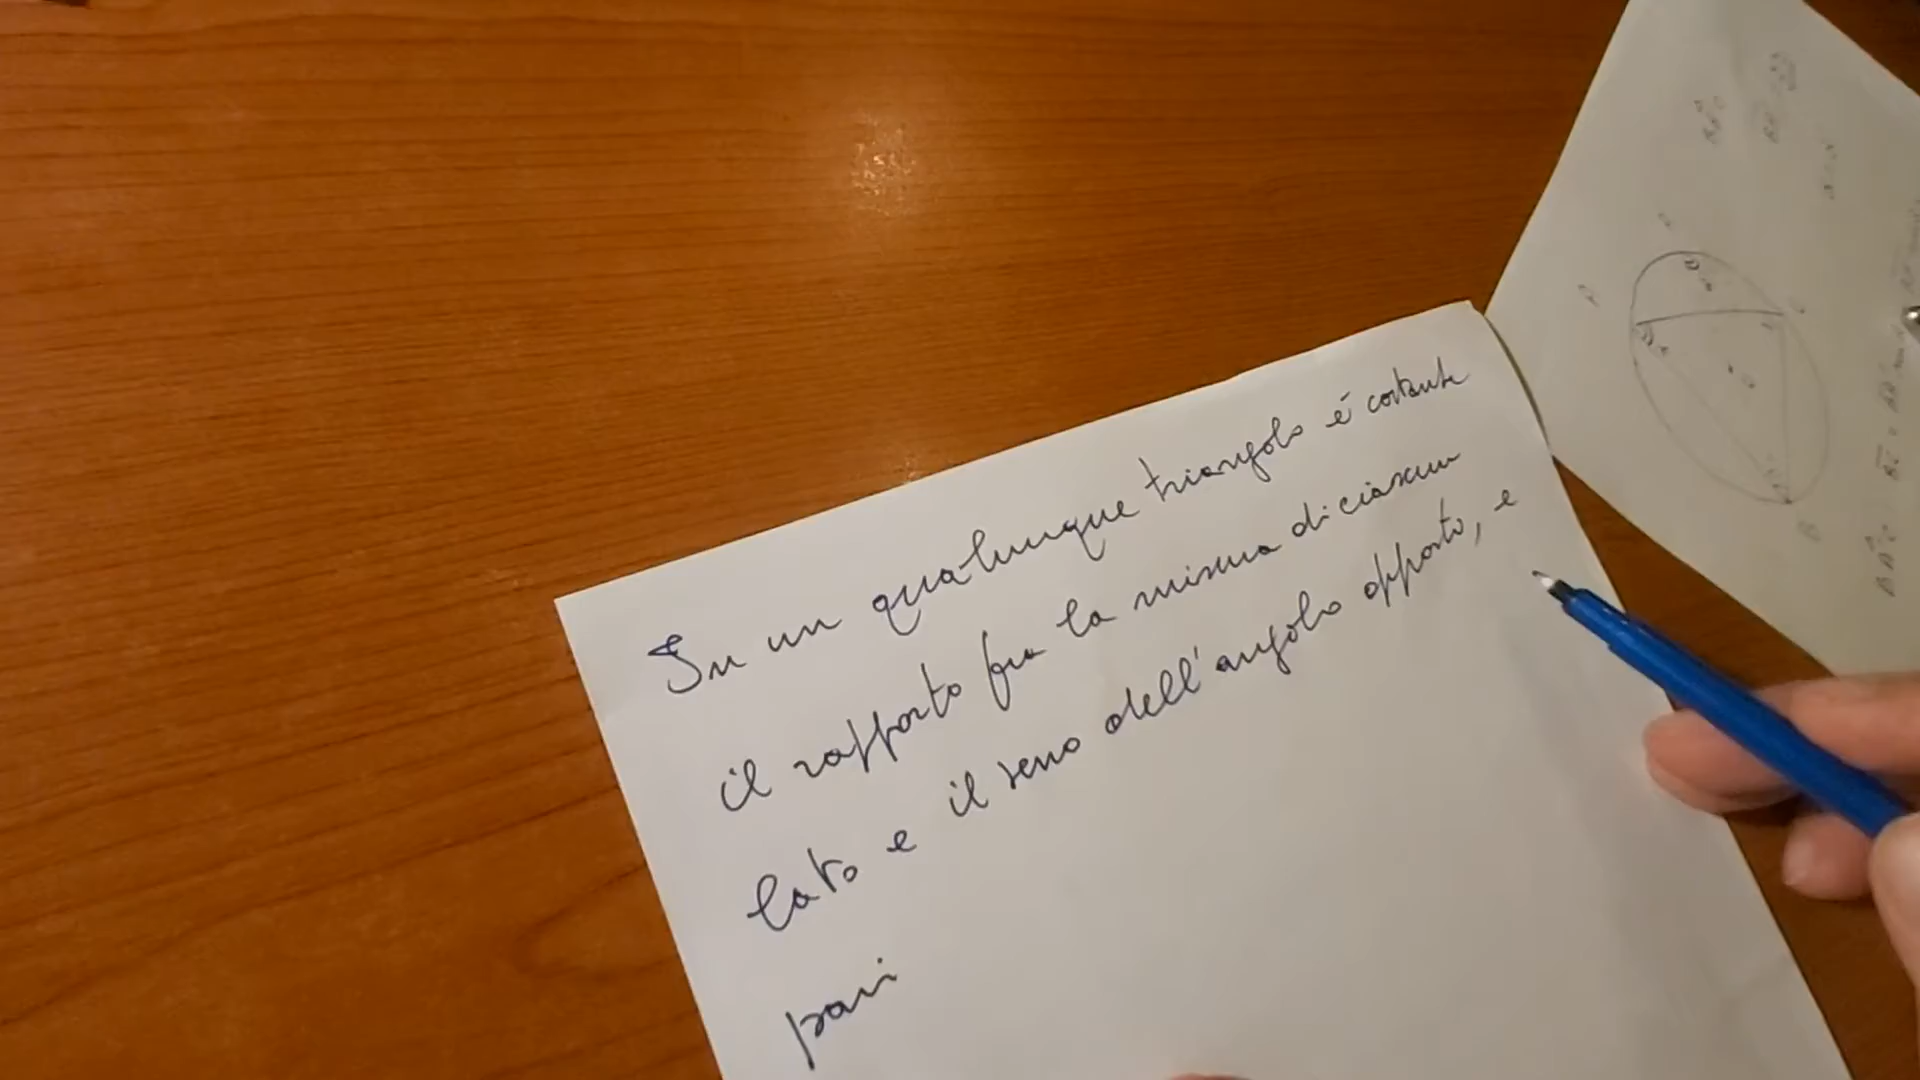 In un qualunque triangolo é costante
il rapporto fra la misura di ciascun
lato e il seno dell'angolo opposto, e
pari